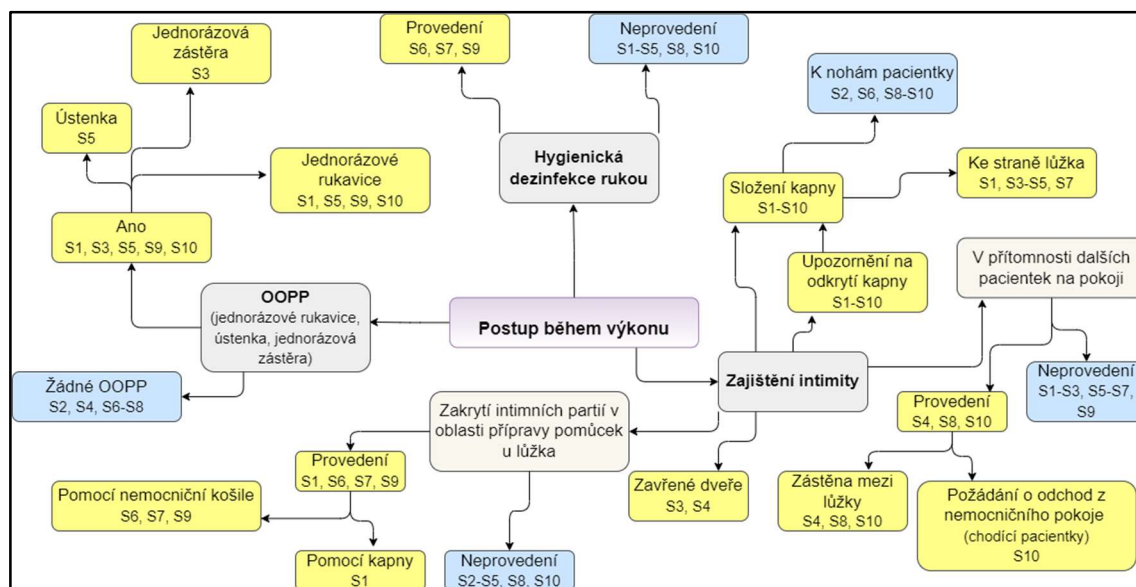 Jednorázová
zástěra
S3
Provedení
S6, S7, S9
Neprovedení
S1-S5, S8, S10
K nohám pacientky
S2, S6, S8-S10
Ústenka
S5
Jednorázové
rukavice
S1, S5, S9, S10
Hygienická
dezinfekce rukou
Složení kapny
S1-S10
Ke straně lůžka
S1, S3-S5, S7
Ano
S1, S3, S5, S9, S10
Upozornění na
odkrytí kapny
S1-S10
V přítomnosti dalších
pacientek na pokoji
OOPP
(jednorázové rukavice,
ústenka, jednorázová
zástěra)
Postup během výkonu
Zajištění intimity
Žádné OOPP
S2, S4, S6-S8
Zakrytí intimních partií v
oblasti přípravy pomůcek
u lůžka
Provedení
S4, S8, S10
Neprovedení
S1-S3, S5-S7,
S9
Provedení
S1, S6, S7, S9
Pomocí nemocniční košile
S6, S7, S9
Pomocí kapny
S1
Neprovedení
S2-S5, S8, S10
Zavřené dveře
S3, S4
Zástěna mezi
lůžky
S4, S8, S10
Požádání o odchod z
nemocničního pokoje
(chodící pacientky)
S10